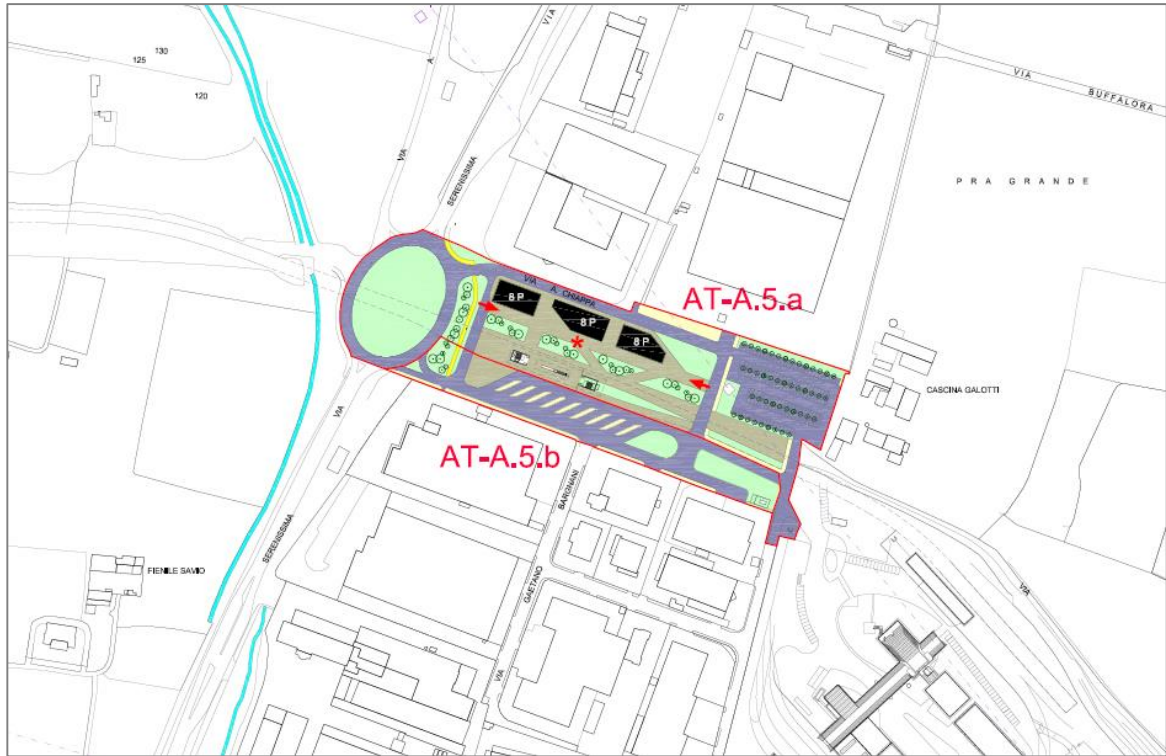 130
125
120
VIA
A.
VIA
SERENISSIMA
VIA
BUFFALORA
PRA GRANDE
VIA A. CHIAPPA
AT-A.5.a
8 P
8 P
8 P
*
CASCINA GALOTTI
AT-A.5.b
VIA
SERENISSIMA
BARGNANI
GAETANO
VIA
FIENILE SAVIO
VIA